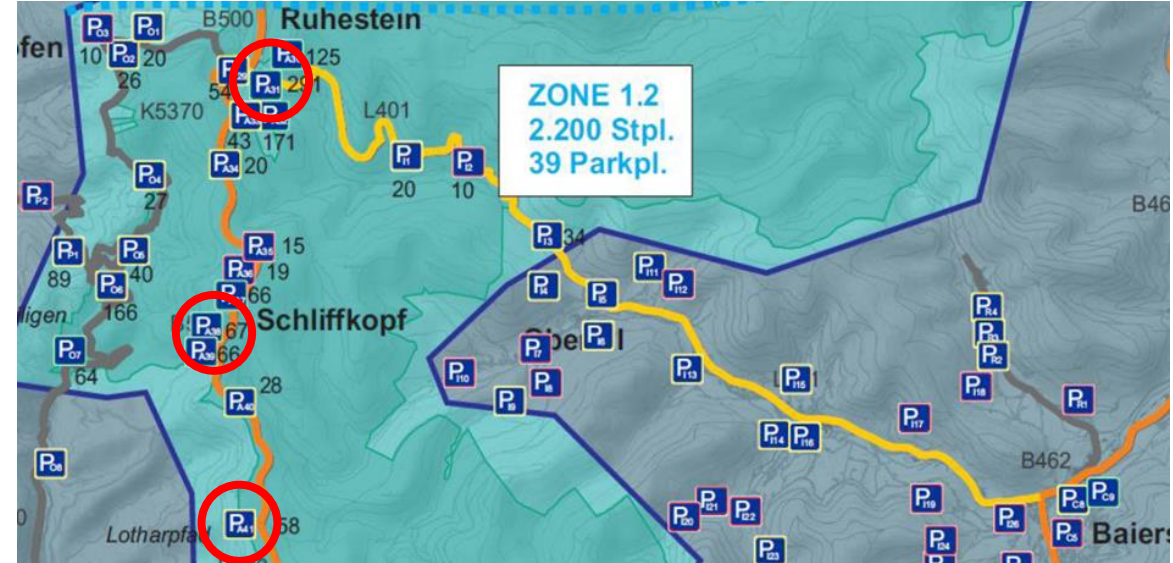 B500
Ruhestein
P O3
P O1
ofen
10
P O2
20
125
26
P A31
291
54
K5370
L401
ZONE 1.2
2.200 Stpl.
39 Parkpl.
43
171
P I1
P I2
20
10
P A34
20
P O4
27
P P2
B46
P I3
34
P A35
15
P P1
P O5
89
40
P A36
19
P I11
P I12
P I4
P I5
P O6
166
66
ligen
P A38
67
Schliffkopf
P R4
P R3
P R2
P I6
P I7
P O7
64
P A39
66
P I10
P I8
P I13
P I15
P I18
P R1
28
P A40
P I9
P I17
P I14
P I16
P O8
B462
P C8
P C9
P I19
P I21
P I22
P I20
P I26
Lotharpfad
P A41
58
P C5
Baiers
P I24
P I23